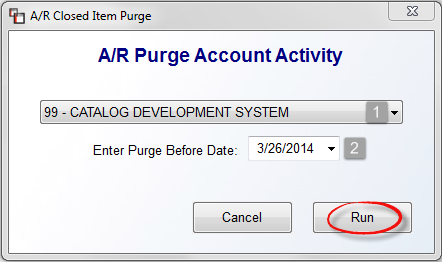 A/R Closed Item Purge
A/R Purge Account Activity
99 - CATALOG DEVELOPMENT SYSTEM 1
Enter Purge Before Date: 3/26/2014 2
Cancel Run